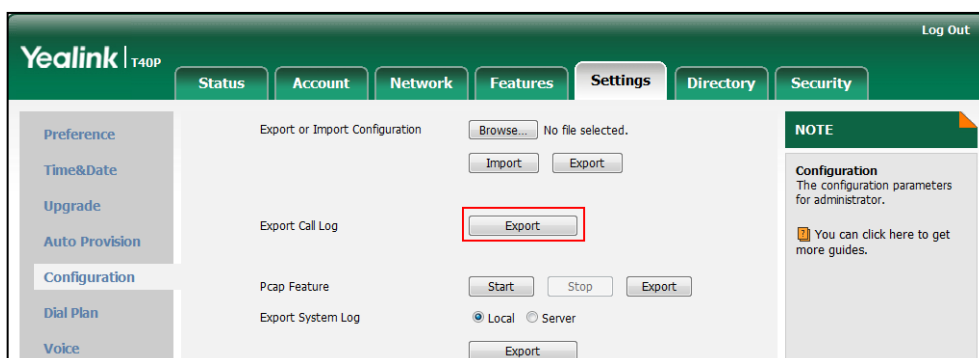 Log Out
Yealink T40P
Status Account Network Features Settings Directory Security
Preference
Time&Date
Upgrade
Auto Provision
Configuration
Dial Plan
Voice
Export or Import Configuration Browse... No file selected.
Import Export
Export Call Log Export
Pcap Feature Start Stop Export
Export System Log Local Server
Export
NOTE
Configuration
The configuration parameters
for administrator.
You can click here to get
more guides.